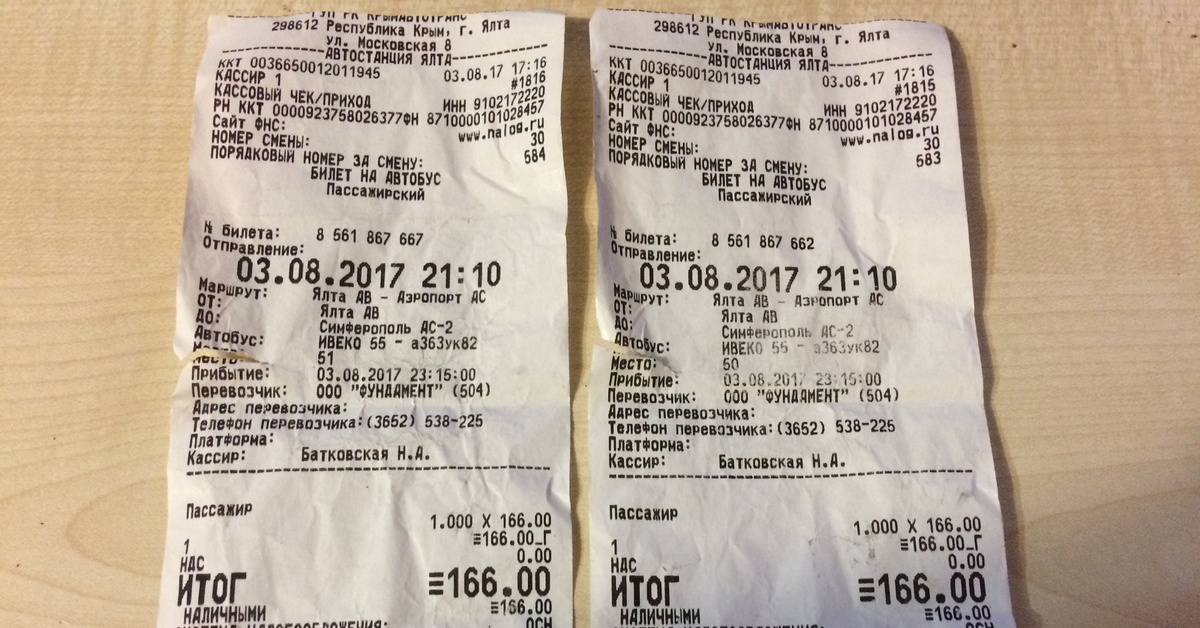 ГУП РК КРЫМАВТОТРАНС
298612 Республика Крым, г. Ялта
ул. Московская 8
----------АВТОСТАНЦИЯ ЯЛТА----------
ККТ 0036650012011945 03.08.17 17:16
КАССИР 1 #1816
КАССОВЫЙ ЧЕК/ПРИХОД ИНН 9102172220
РН ККТ 0000923758026377ФН 8710000101028457
Сайт ФНС: www.nalog.ru
НОМЕР СМЕНЫ: 30
ПОРЯДКОВЫЙ НОМЕР ЗА СМЕНУ: 584
БИЛЕТ НА АВТОБУС
Пассажирский
№ билета: 8 561 867 667
Отправление:
03.08.2017 21:10
Маршрут: Ялта АВ - Аэропорт АС
ОТ: Ялта АВ
ДО: Симферополь АС-2
Автобус: ИВЕКО 55 - а363ук82
Место: 51
Прибытие: 03.08.2017 23:15:00
Перевозчик: ООО "ФУНДАМЕНТ" (504)
Адрес перевозчика:
Телефон перевозчика:(3652) 538-225
Платформа:
Кассир: Батковская Н.А.
Пассажир
1.000 X 166.00
1 ≡166.00_Г
НДС 0.00
ИТОГ ≡166.00
НАЛИЧНЫМИ ≡166.00
СИСТЕМА НАЛОГООБЛОЖЕНИЯ: ОСН
ГУП РК КРЫМАВТОТРАНС
298612 Республика Крым, г. Ялта
ул. Московская 8
----------АВТОСТАНЦИЯ ЯЛТА----------
ККТ 0036650012011945 03.08.17 17:16
КАССИР 1 #1815
КАССОВЫЙ ЧЕК/ПРИХОД ИНН 9102172220
РН ККТ 0000923758026377ФН 8710000101028457
Сайт ФНС: www.nalog.ru
НОМЕР СМЕНЫ: 30
ПОРЯДКОВЫЙ НОМЕР ЗА СМЕНУ: 583
БИЛЕТ НА АВТОБУС
Пассажирский
№ билета: 8 561 867 662
Отправление:
03.08.2017 21:10
Маршрут: Ялта АВ - Аэропорт АС
ОТ: Ялта АВ
ДО: Симферополь АС-2
Автобус: ИВЕКО 55 - а363ук82
Место: 50
Прибытие: 03.08.2017 23:15:00
Перевозчик: ООО "ФУНДАМЕНТ" (504)
Адрес перевозчика:
Телефон перевозчика:(3652) 538-225
Платформа:
Кассир: Батковская Н.А.
Пассажир
1.000 X 166.00
1 ≡166.00_Г
НДС 0.00
ИТОГ ≡166.00
НАЛИЧНЫМИ ≡166.00
ОСН